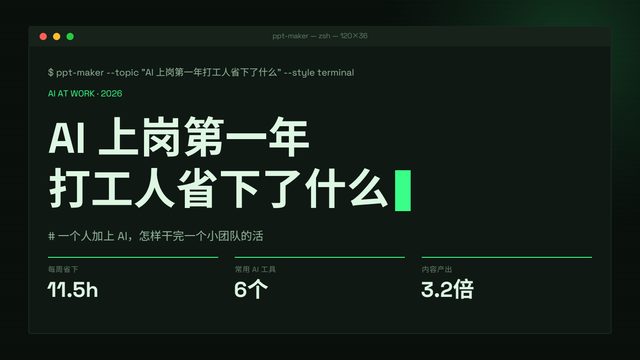 ppt-maker — zsh — 120×36
$ ppt-maker --topic "AI 上岗第一年打工人省下了什么" --style terminal
AI AT WORK · 2026
AI 上岗第一年
打工人省下了什么
# 一个人加上 AI，怎样干完一个小团队的活
每周省下
11.5h
常用 AI 工具
6个
内容产出
3.2倍